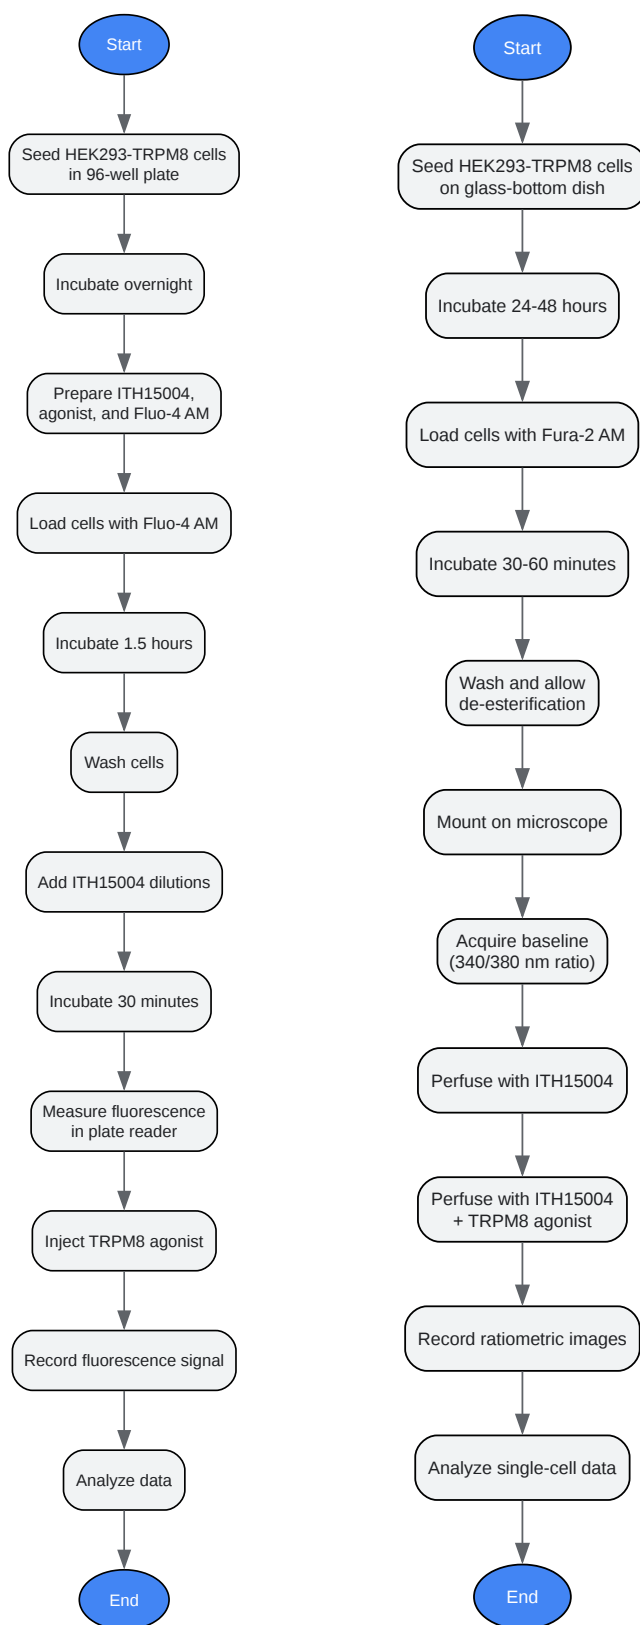 Start
Seed HEK293-TRPM8 cells
in 96-well plate
Incubate overnight
Prepare ITH15004,
agonist, and Fluo-4 AM
Load cells with Fluo-4 AM
Incubate 1.5 hours
Wash cells
Add ITH15004 dilutions
Incubate 30 minutes
Measure fluorescence
in plate reader
Inject TRPM8 agonist
Record fluorescence signal
Analyze data
End
Start
Seed HEK293-TRPM8 cells
on glass-bottom dish
Incubate 24-48 hours
Load cells with Fura-2 AM
Incubate 30-60 minutes
Wash and allow
de-esterification
Mount on microscope
Acquire baseline
(340/380 nm ratio)
Perfuse with ITH15004
Perfuse with ITH15004
+ TRPM8 agonist
Record ratiometric images
Analyze single-cell data
End